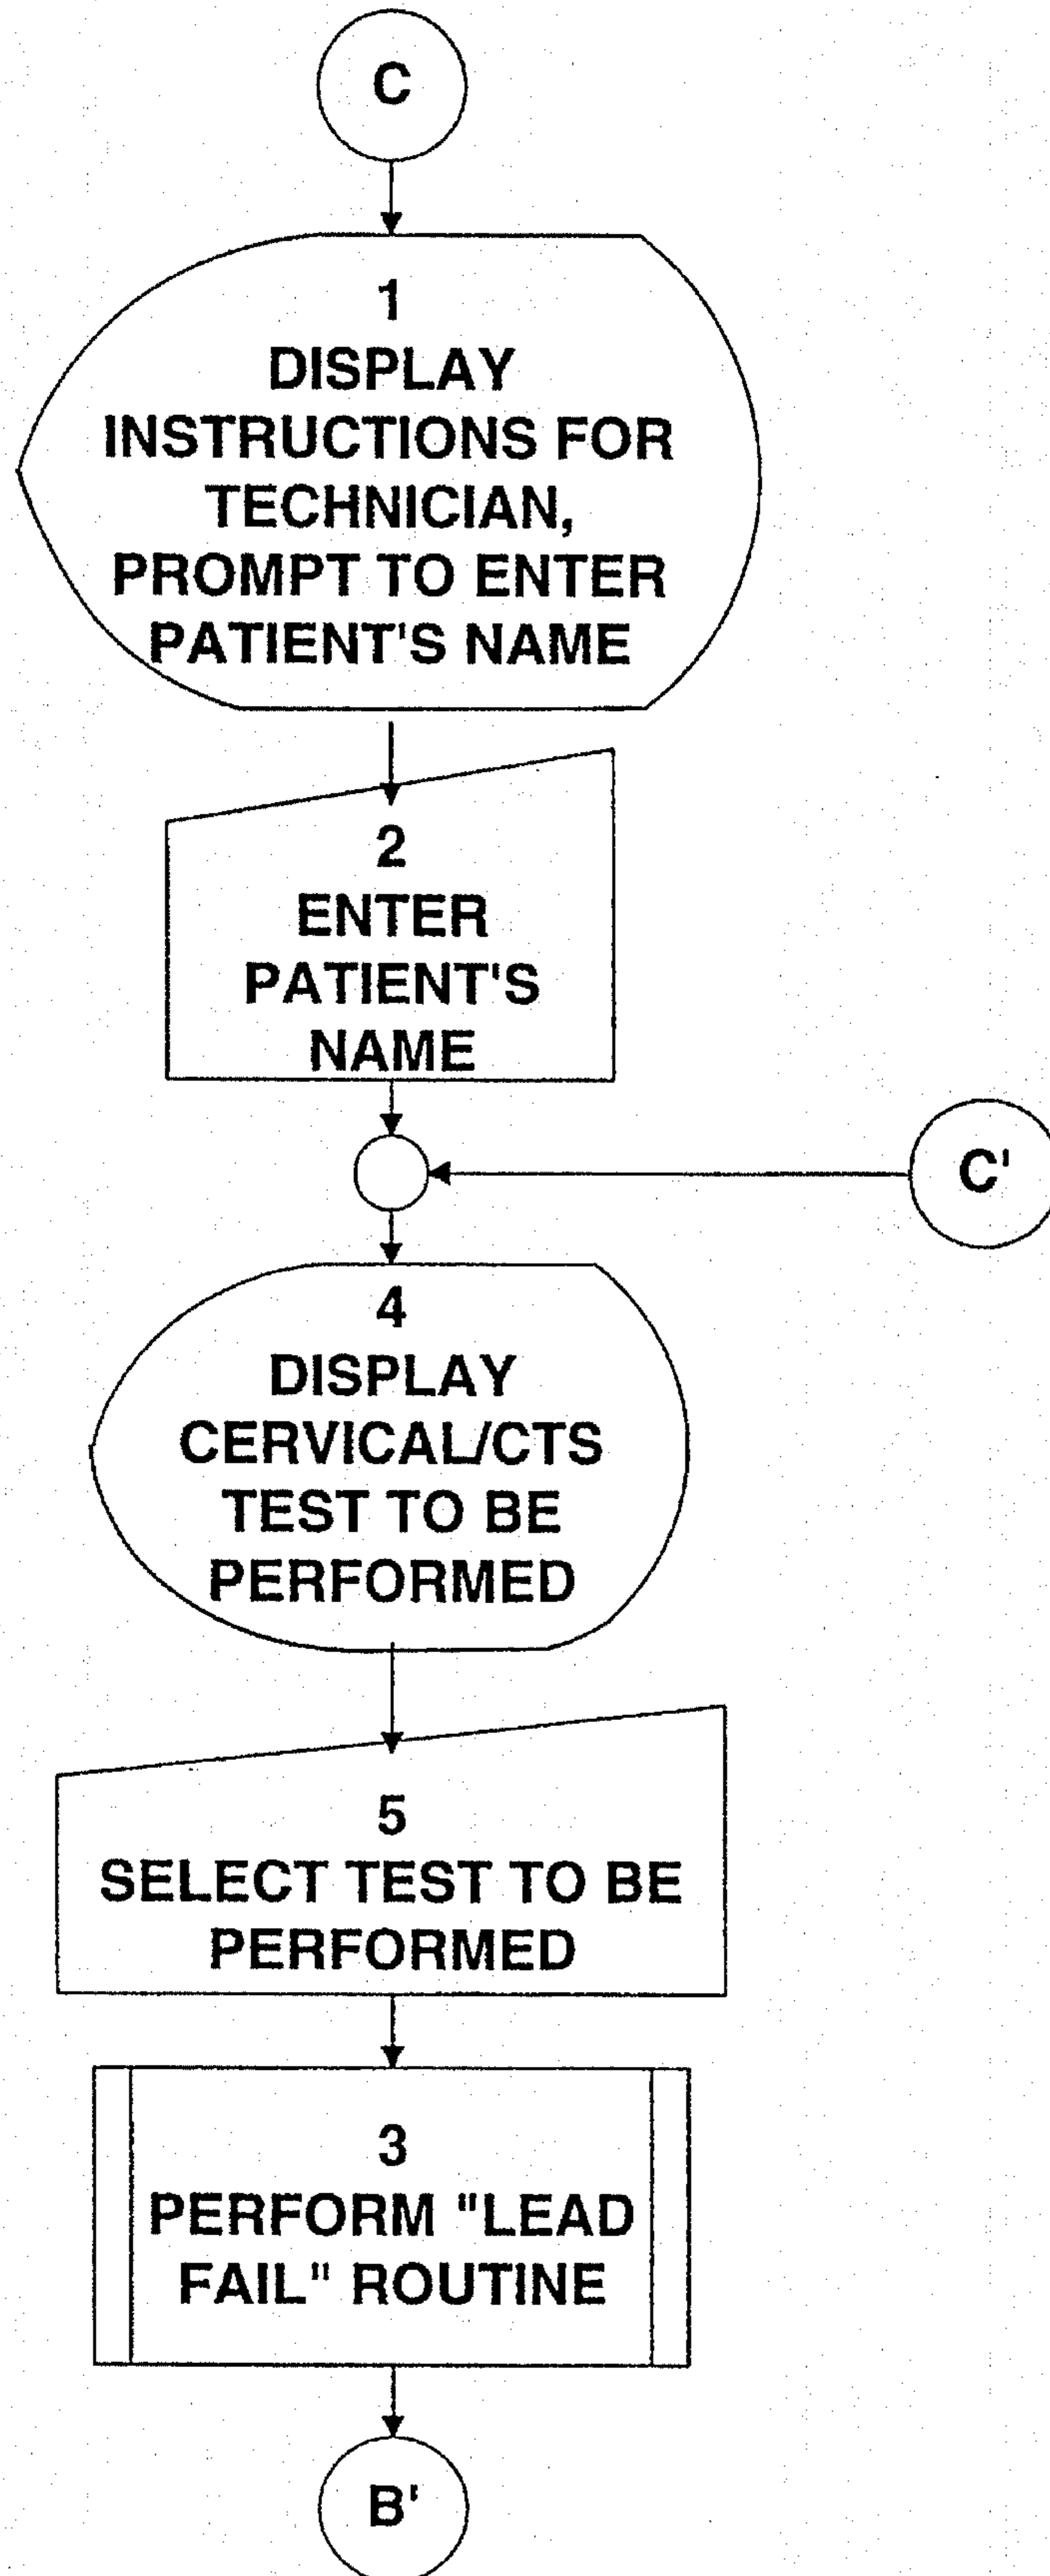 C
1
DISPLAY
INSTRUCTIONS FOR
TECHNICIAN,
PROMPT TO ENTER
PATIENT'S NAME
2
ENTER
PATIENT'S
NAME
C'
4
DISPLAY
CERVICAL/CTS
TEST TO BE
PERFORMED
5
SELECT TEST TO BE
PERFORMED
3
PERFORM "LEAD
FAIL" ROUTINE
B'